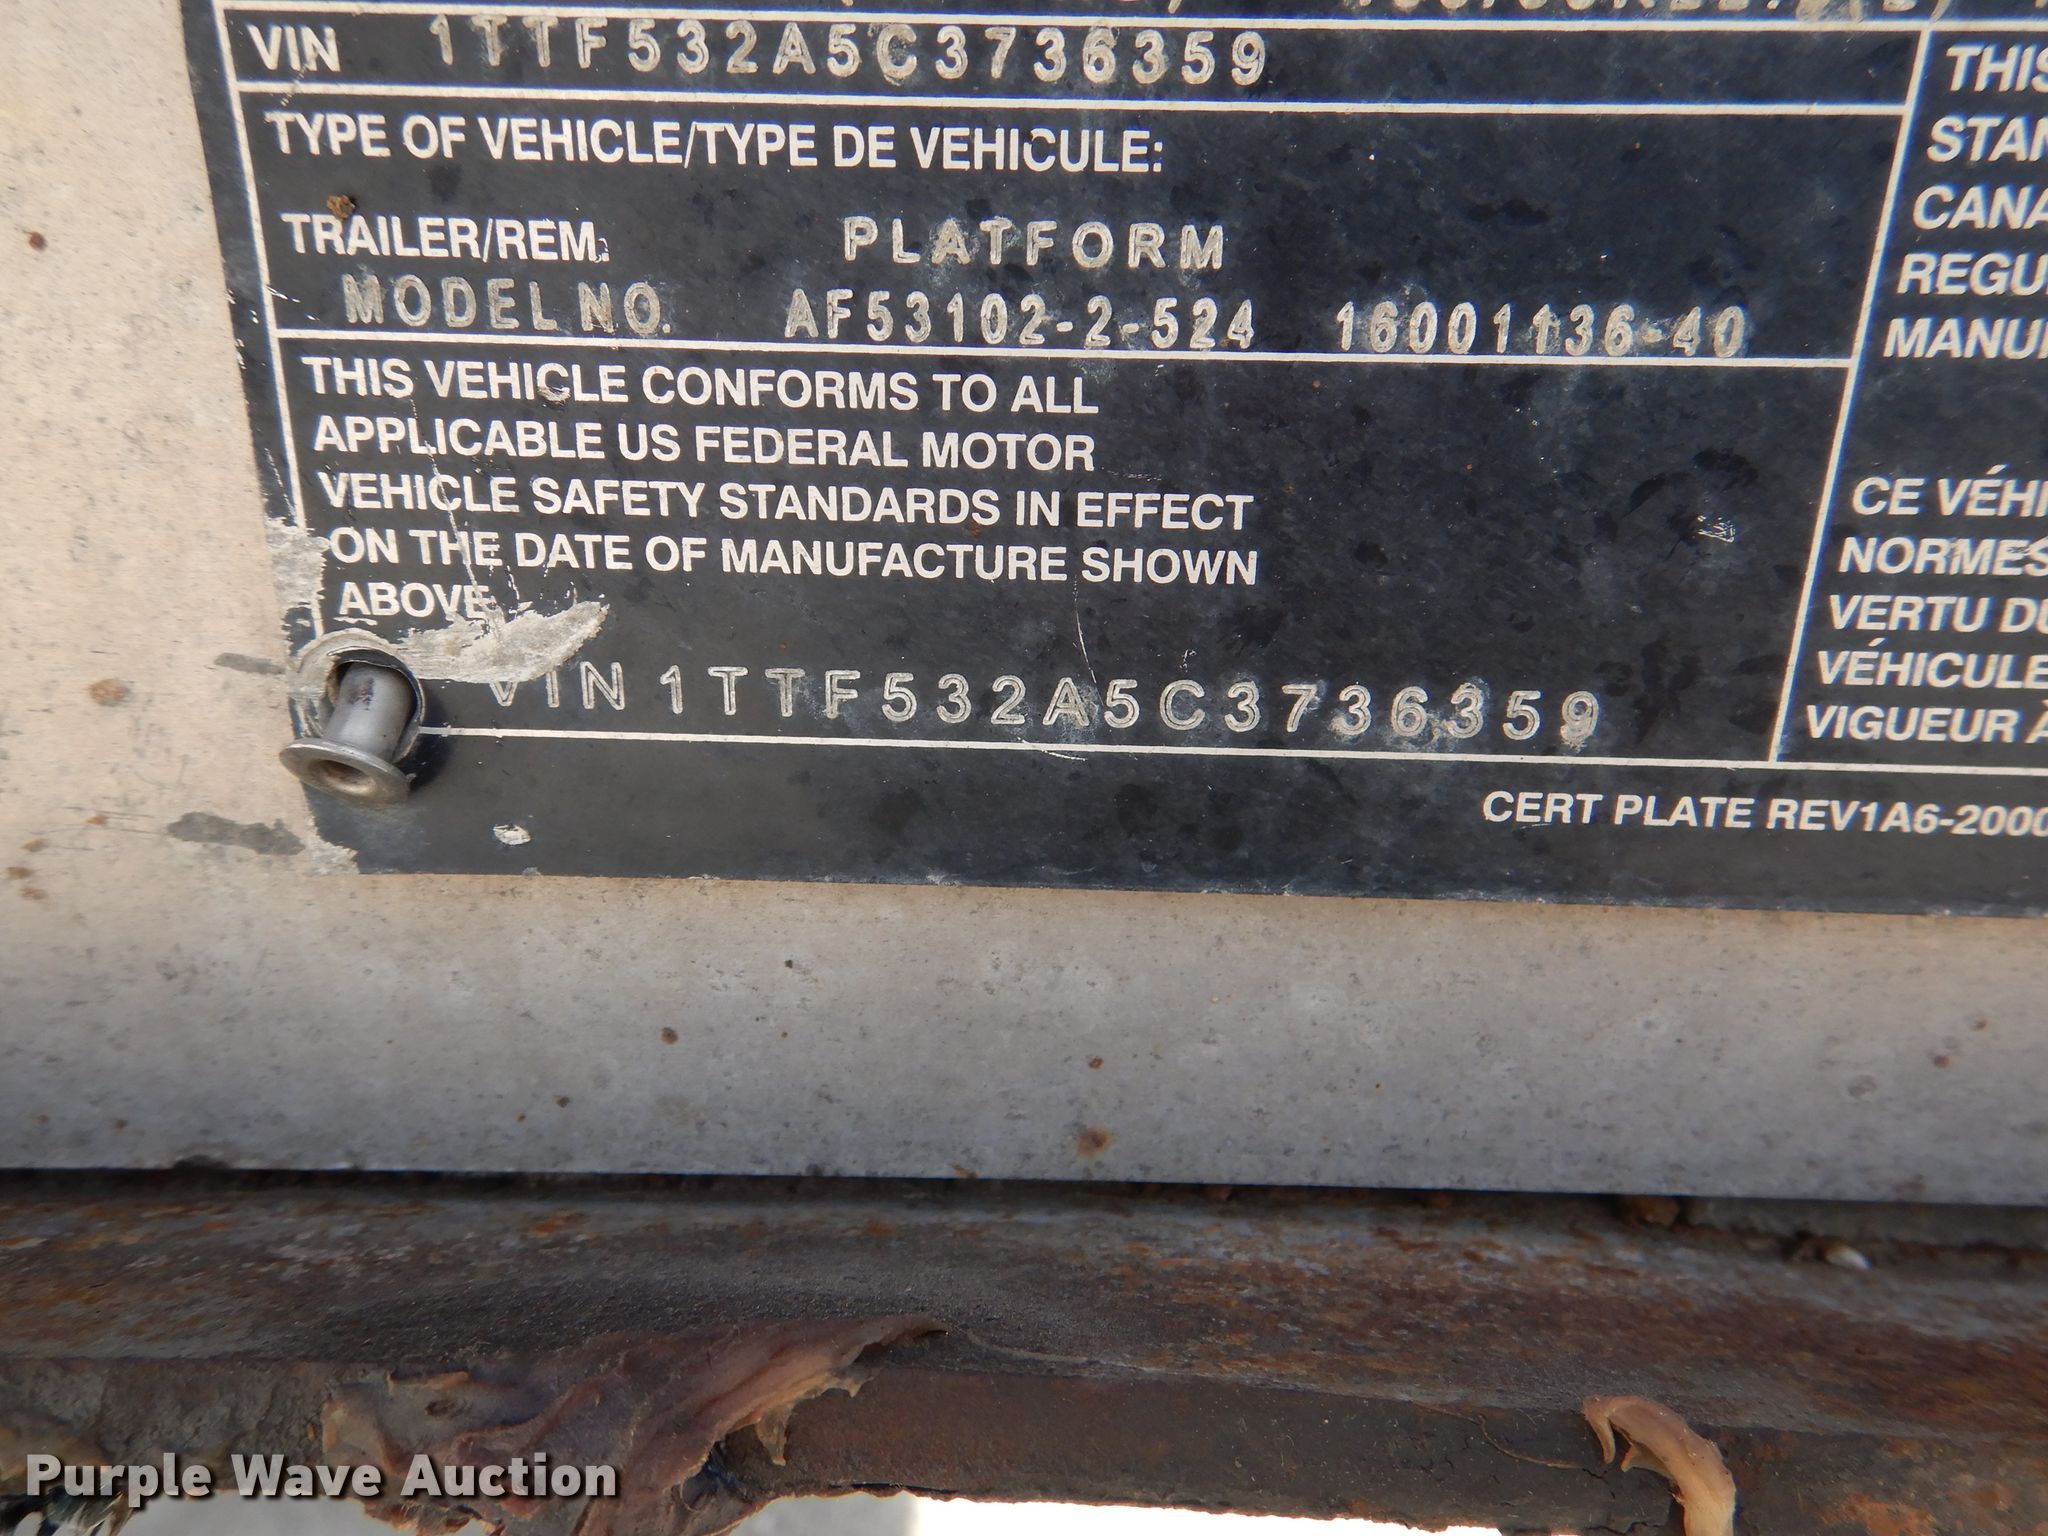 VIN 1TTF532A5C3736359
TYPE OF VEHICLE/TYPE DE VEHICULE:
TRAILER/REM. PLATFORM
MODEL NO. AF53102-2-524 16001136-40
THIS VEHICLE CONFORMS TO ALL
APPLICABLE US FEDERAL MOTOR
VEHICLE SAFETY STANDARDS IN EFFECT
ON THE DATE OF MANUFACTURE SHOWN
ABOVE
VIN 1TTF532A5C3736359
THIS
STAN
CANA
REGU
MANU
CE VÉHI
NORMES
VERTU DU
VÉHICULE
VIGUEUR À
CERT PLATE REV1A6-2000
Purple Wave Auction